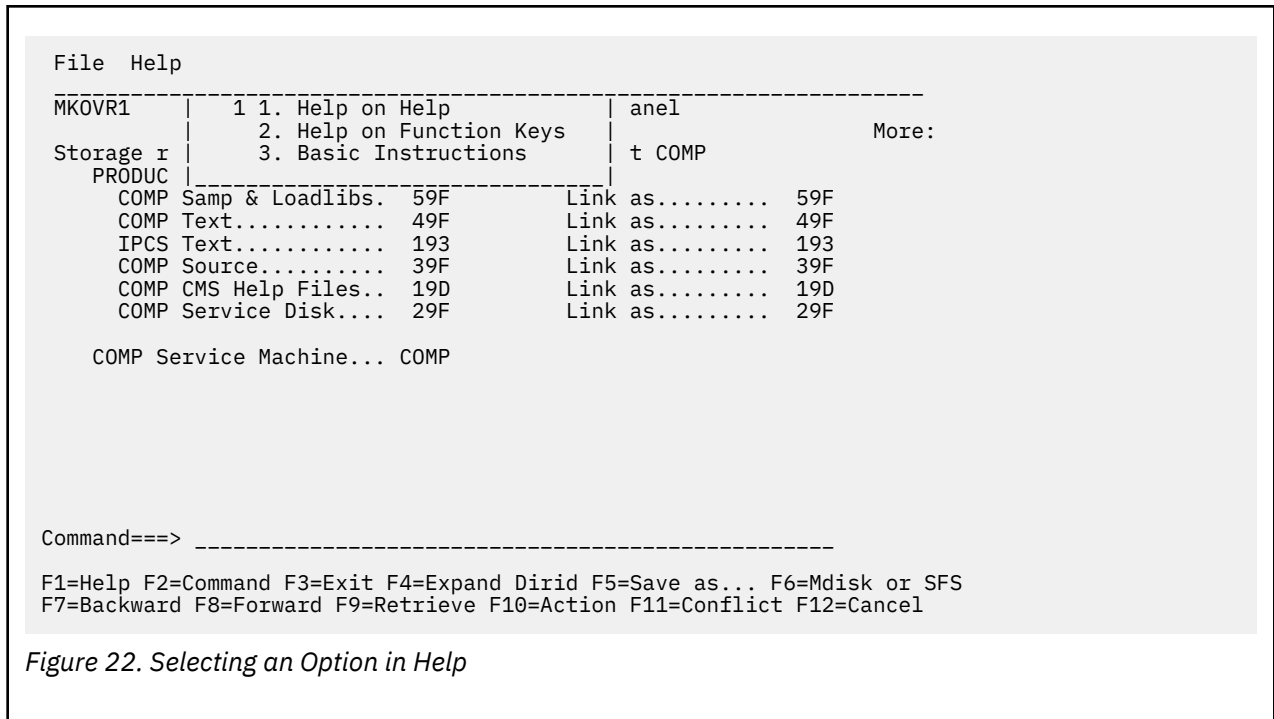 File  Help
____________________________________________________________________
MKOVR1    |   1 1. Help on Help            | anel
          |     2. Help on Function Keys   |                    More:
Storage r |     3. Basic Instructions      | t COMP
   PRODUC |________________________________|
     COMP Samp & Loadlibs.  59F         Link as.........  59F
     COMP Text............  49F         Link as.........  49F
     IPCS Text............  193         Link as.........  193
     COMP Source..........  39F         Link as.........  39F
     COMP CMS Help Files..  19D         Link as.........  19D
     COMP Service Disk....  29F         Link as.........  29F
   COMP Service Machine... COMP
Command===> __________________________________________________
F1=Help F2=Command F3=Exit F4=Expand Dirid F5=Save as... F6=Mdisk or SFS
F7=Backward F8=Forward F9=Retrieve F10=Action F11=Conflict F12=Cancel
Figure 22. Selecting an Option in Help